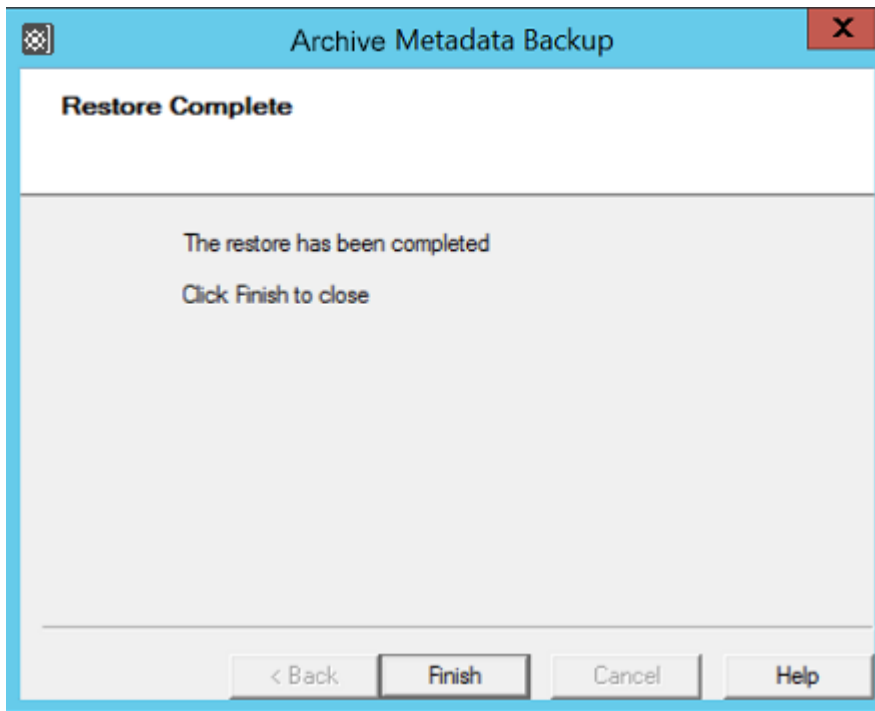 Archive Metadata Backup
X
Restore Complete
The restore has been completed
Click Finish to close
< Back Finish Cancel Help